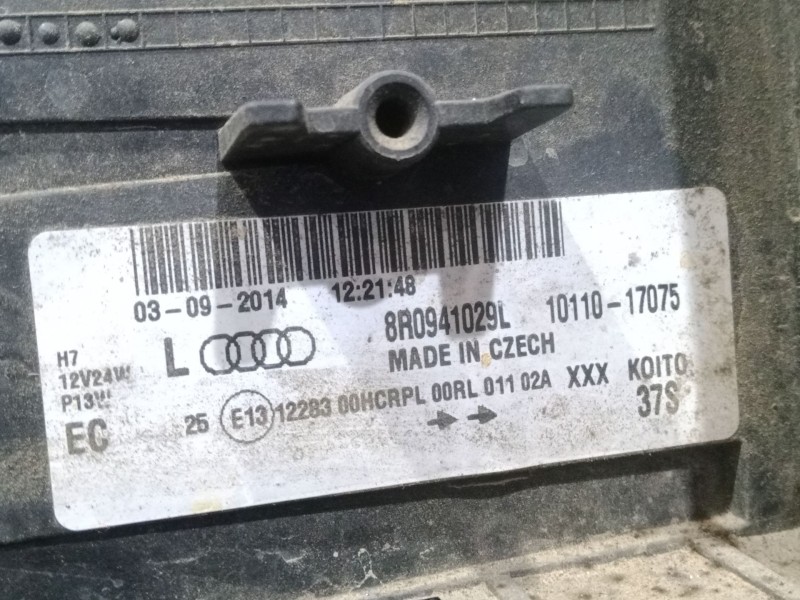 03-09-2014 12:21:48
8R0941029L 10110-17075
L
MADE IN CZECH
H7
12V24W
P13W
EC
25 E13 12283 00HCRPL 00RL 011 02A XXX KOITO
37S